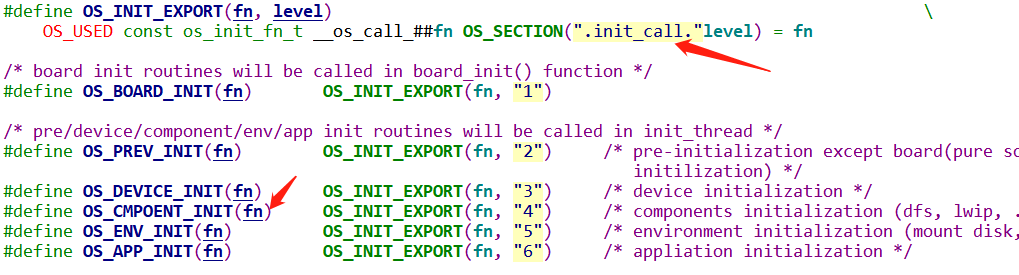 #define OS_INIT_EXPORT(fn, level) \
OS_USED const os_init_fn_t __os_call_##fn OS_SECTION(".init_call."level) = fn
/* board init routines will be called in board_init() function */
#define OS_BOARD_INIT(fn) OS_INIT_EXPORT(fn, "1")
/* pre/device/component/env/app init routines will be called in init_thread */
#define OS_PREV_INIT(fn) OS_INIT_EXPORT(fn, "2") /* pre-initialization except board(pure so
initilization) */
#define OS_DEVICE_INIT(fn) OS_INIT_EXPORT(fn, "3") /* device initialization */
#define OS_CMPOENT_INIT(fn) OS_INIT_EXPORT(fn, "4") /* components initialization (dfs, lwip, .
#define OS_ENV_INIT(fn) OS_INIT_EXPORT(fn, "5") /* environment initialization (mount disk,
#define OS_APP_INIT(fn) OS_INIT_EXPORT(fn, "6") /* appliation initialization */